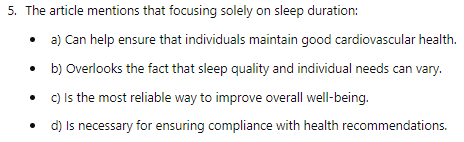 5. The article mentions that focusing solely on sleep duration:
• a) Can help ensure that individuals maintain good cardiovascular health.
• b) Overlooks the fact that sleep quality and individual needs can vary.
• c) Is the most reliable way to improve overall well-being.
• d) Is necessary for ensuring compliance with health recommendations.